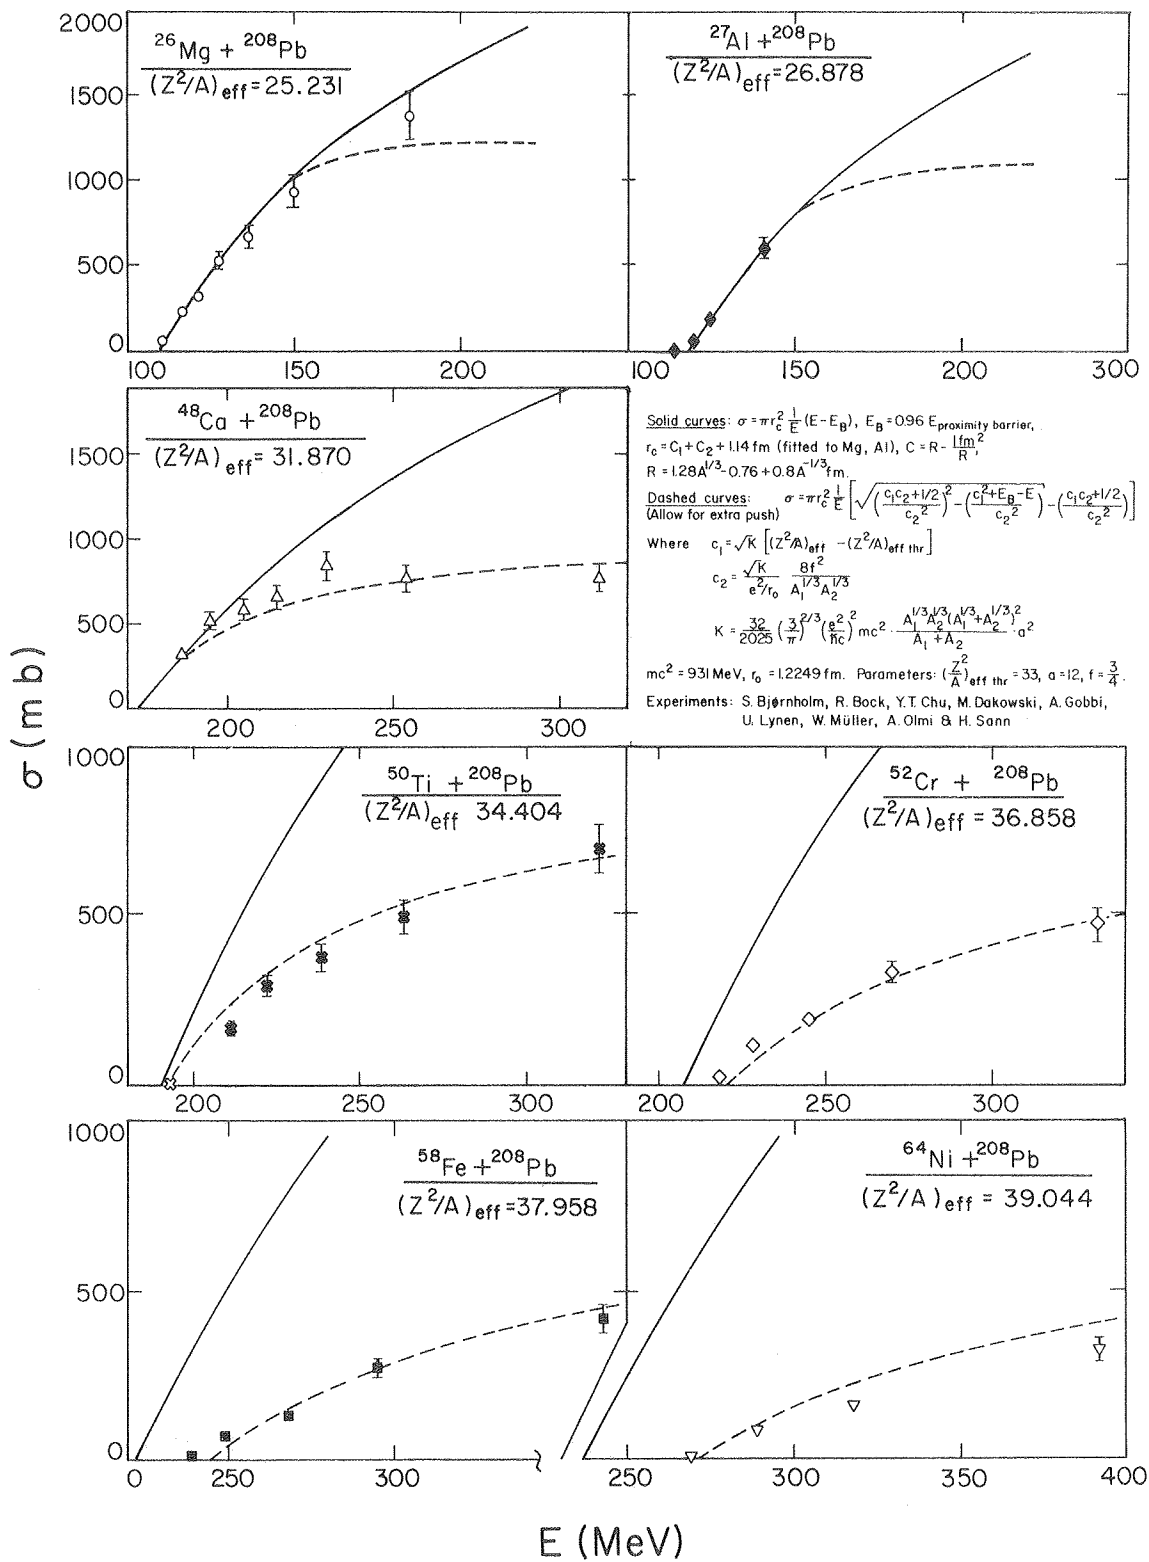 2000
1500
1000
500
0
²⁶Mg + ²⁰⁸Pb
(Z²/A)eff = 25.231
100 150 200
²⁷Al + ²⁰⁸Pb
(Z²/A)eff = 26.878
100 150 200 300
1500
1000
500
0
⁴⁸Ca + ²⁰⁸Pb
(Z²/A)eff = 31.870
200 250 300
Solid curves: σ = πr_c² 1/E (E - E_B), E_B = 0.96 E proximity barrier,
r_c = C₁ + C₂ + 1.14 fm (fitted to Mg, Al), C = R - 1fm²/R,
R = 1.28A^1/3 - 0.76 + 0.8A^-1/3 fm.
Dashed curves: σ = πr_c² 1/E [√((c₁c₂+1/2)/c₂²)² - ((c₁²+E_B-E)/c₂²) - ((c₁c₂+1/2)/c₂²)]
(Allow for extra push)
Where c₁ = √K [(Z²/A)eff - (Z²/A)eff thr]
c₂ = √K/(e²/r₀) 8f²/(A₁^1/3 A₂^1/3)
K = 32/2025 (3/π)^2/3 (e²/ħc)² mc² · A₁^1/3 A₂^1/3 (A₁^1/3 + A₂^1/3)²/(A₁ + A₂) · a²
mc² = 931 MeV, r₀ = 1.2249 fm. Parameters: (Z²/A)eff thr = 33, a = 12, f = 3/4.
Experiments: S. Bjørnholm, R. Bock, Y.T. Chu, M. Dakowski, A. Gobbi,
U. Lynen, W. Müller, A. Olmi & H. Sann
σ (mb)
1000
500
0
⁵⁰Ti + ²⁰⁸Pb
(Z²/A)eff 34.404
200 250 300
⁵²Cr + ²⁰⁸Pb
(Z²/A)eff = 36.858
200 250 300
1000
500
0
⁵⁸Fe + ²⁰⁸Pb
(Z²/A)eff = 37.958
0 250 300
⁶⁴Ni + ²⁰⁸Pb
(Z²/A)eff = 39.044
250 300 350 400
E (MeV)